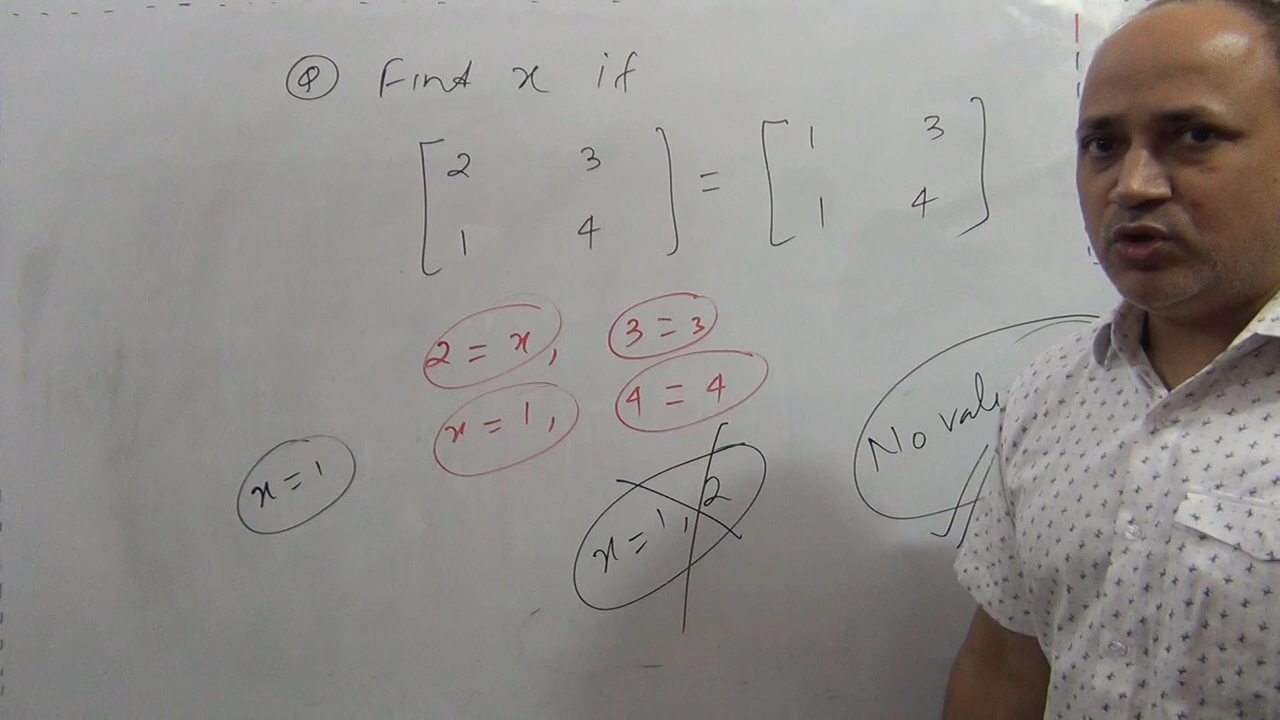 Q Find x if
[2 3
1 4] = [1 3
1 4]
2 = x, 3 = 3
x = 1, 4 = 4
x = 1
x = 1, 2
No